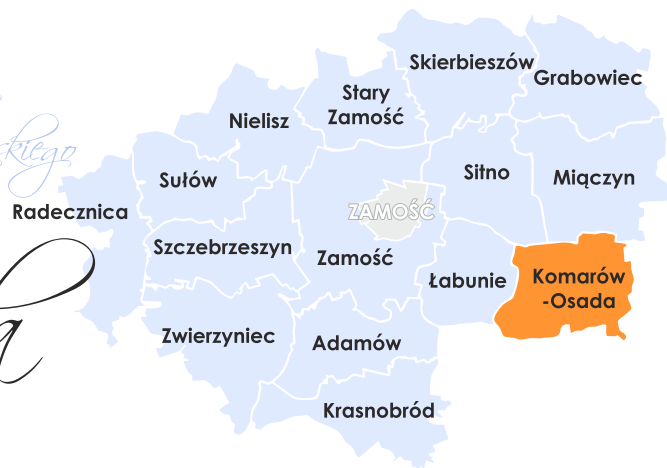 Skierbieszów
Grabowiec
Stary
Zamość
Nielisz
Sitno
Miączyn
Sułów
Radecznica
ZAMOŚĆ
Szczebrzeszyn
Zamość
Łabunie
Komarów
-Osada
Zwierzyniec
Adamów
Krasnobród